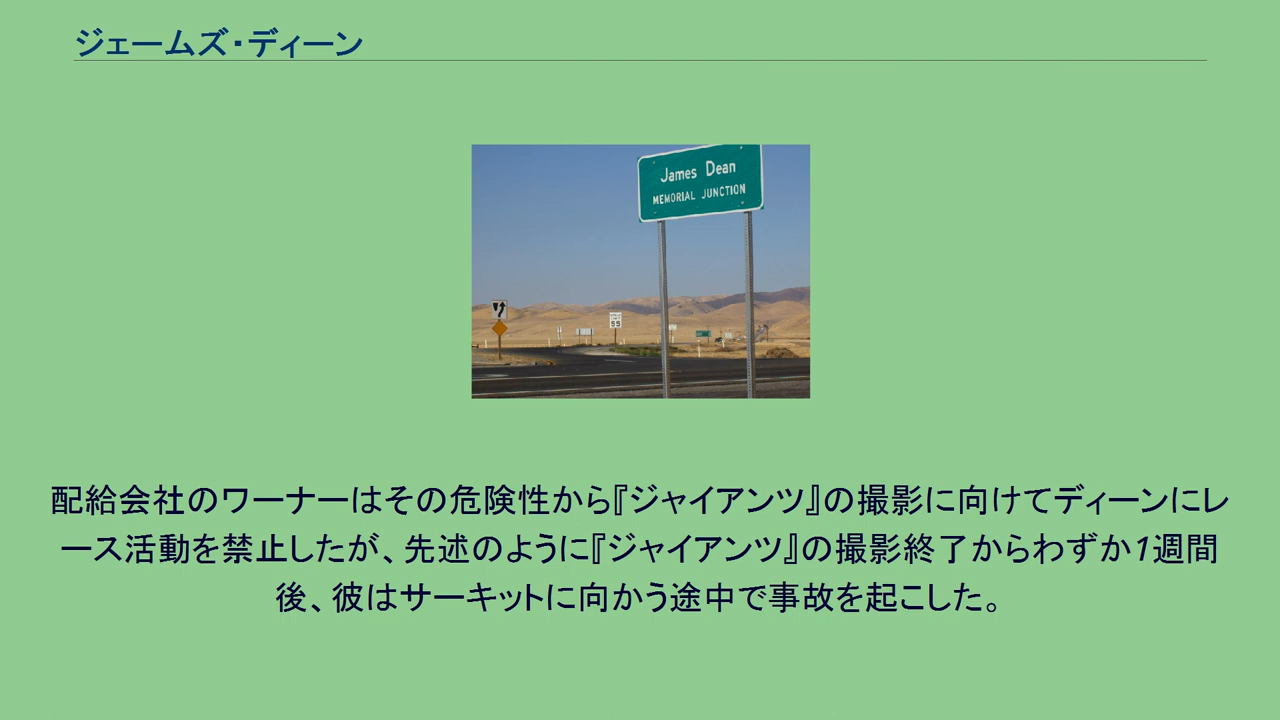 ジェームズ・ディーン
James Dean
MEMORIAL JUNCTION
55
配給会社のワーナーはその危険性から『ジャイアンツ』の撮影に向けてディーンにレ
ース活動を禁止したが、先述のように『ジャイアンツ』の撮影終了からわずか1週間
後、彼はサーキットに向かう途中で事故を起こした。